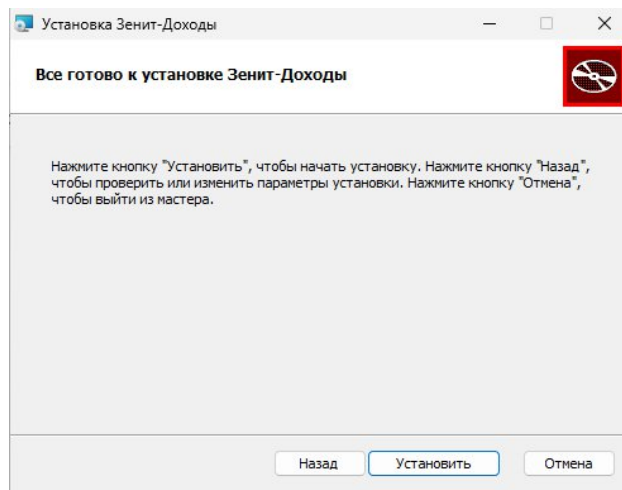 Установка Зенит-Доходы
Все готово к установке Зенит-Доходы
Нажмите кнопку "Установить", чтобы начать установку. Нажмите кнопку "Назад",
чтобы проверить или изменить параметры установки. Нажмите кнопку "Отмена",
чтобы выйти из мастера.
Назад
Установить
Отмена